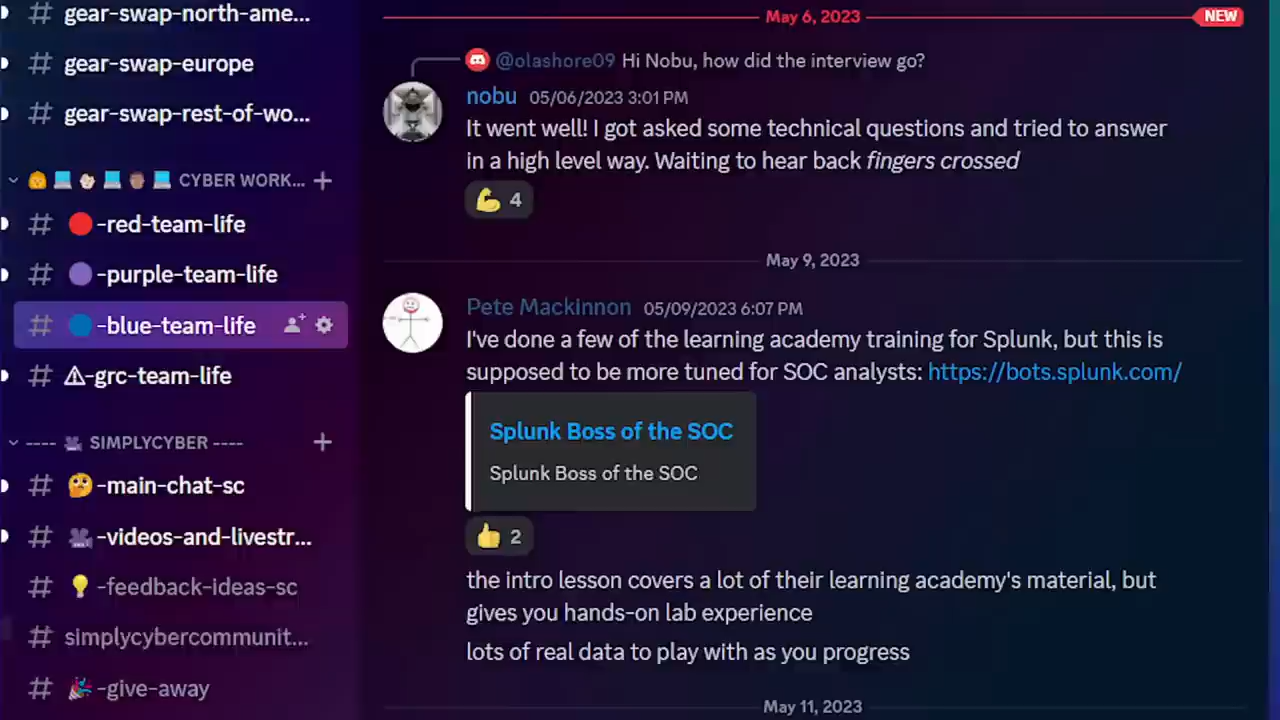 gear-swap-north-ame...
gear-swap-europe
gear-swap-rest-of-wo...
CYBER WORK...
-red-team-life
-purple-team-life
-blue-team-life
-grc-team-life
---- SIMPLYCYBER ----
-main-chat-sc
-videos-and-livestr...
-feedback-ideas-sc
simplycybercommunit...
-give-away
May 6, 2023
NEW
@olashore09 Hi Nobu, how did the interview go?
nobu 05/06/2023 3:01 PM
It went well! I got asked some technical questions and tried to answer
in a high level way. Waiting to hear back fingers crossed
4
May 9, 2023
Pete Mackinnon 05/09/2023 6:07 PM
I've done a few of the learning academy training for Splunk, but this is
supposed to be more tuned for SOC analysts: https://bots.splunk.com/
Splunk Boss of the SOC
Splunk Boss of the SOC
2
the intro lesson covers a lot of their learning academy's material, but
gives you hands-on lab experience
lots of real data to play with as you progress
May 11, 2023